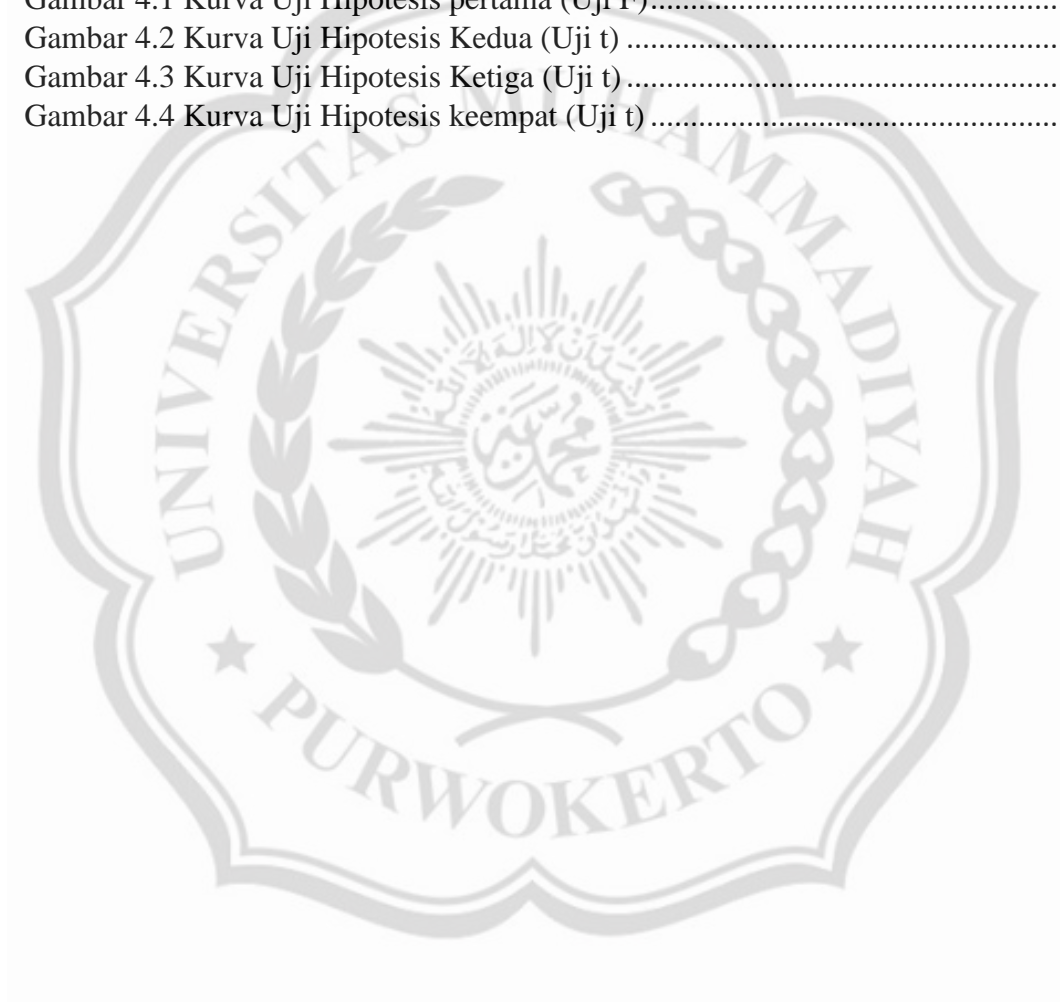 Gambar 4.1 Kurva Uji Hipotesis pertama (Uji F)......................................................
Gambar 4.2 Kurva Uji Hipotesis Kedua (Uji t) ......................................................
Gambar 4.3 Kurva Uji Hipotesis Ketiga (Uji t)......................................................
Gambar 4.4 Kurva Uji Hipotesis keempat (Uji t) ...................................................
UNIVERSITAS MUHAMMADIYAH
محمد
PURWOKERTO